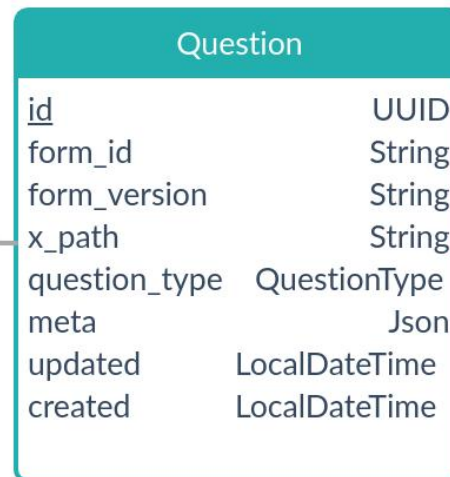 Question
id UUID
form_id String
form_version String
x_path String
question_type QuestionType
meta Json
updated LocalDateTime
created LocalDateTime